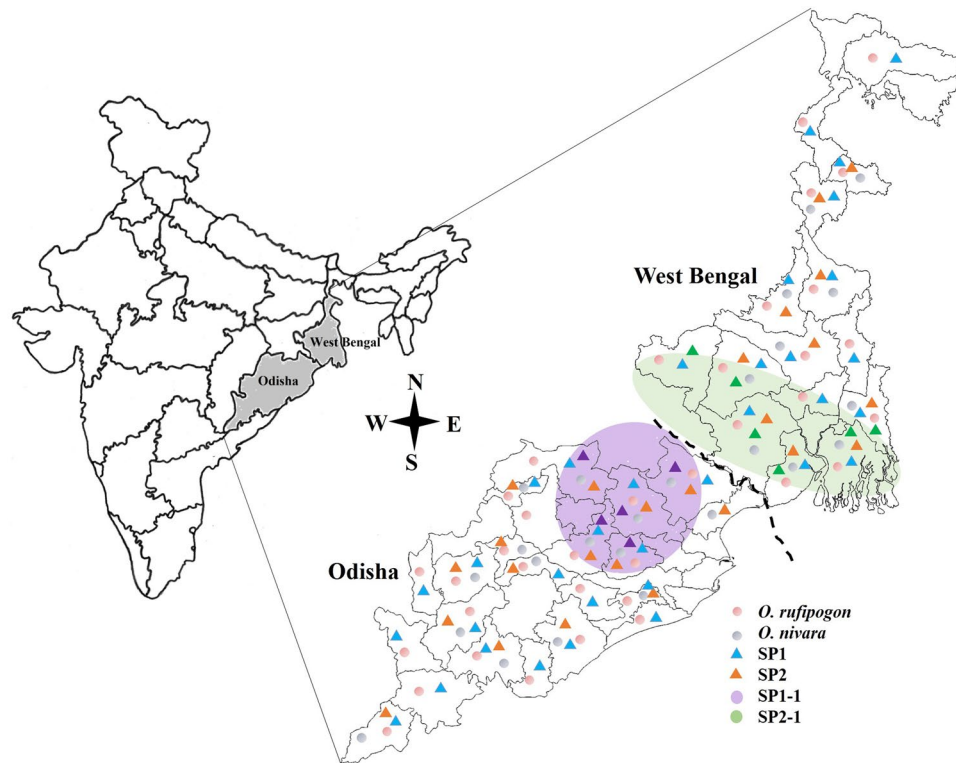 West Bengal
Odisha
N
W E
S
West Bengal
Odisha
O. rufipogon
O. nivara
SP1
SP2
SP1-1
SP2-1